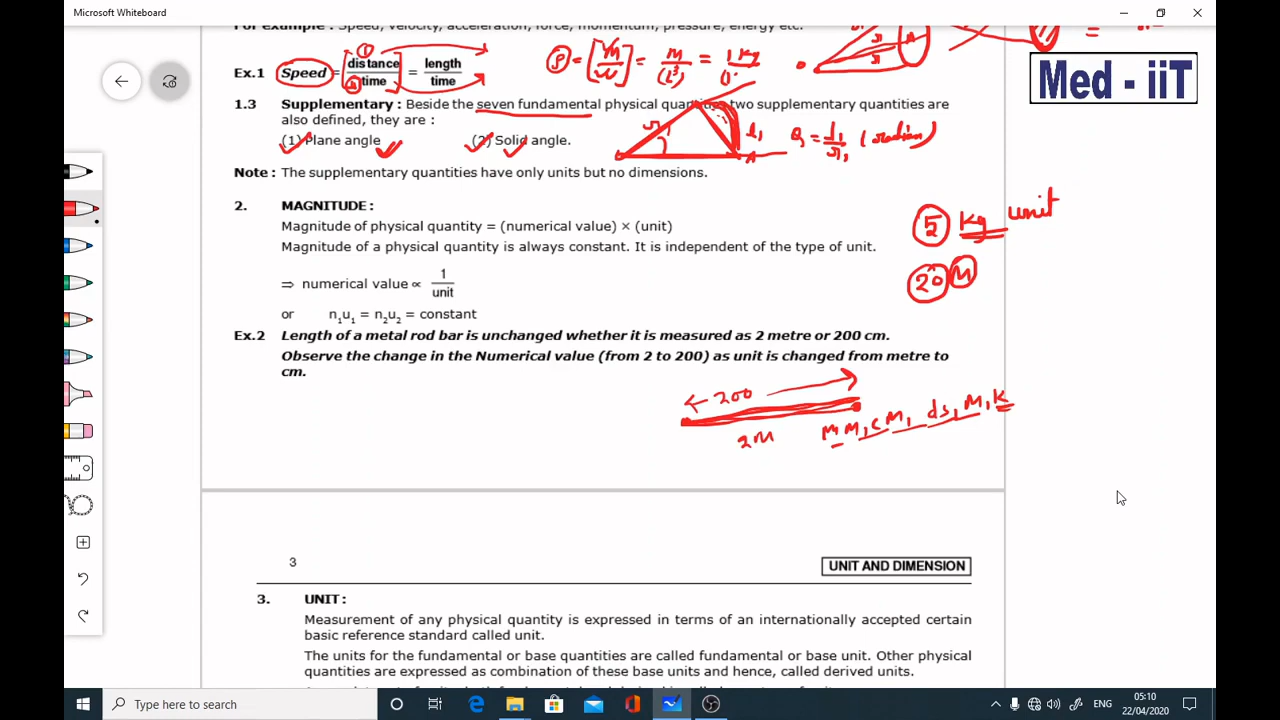 Microsoft Whiteboard
For example : Speed, velocity, acceleration, force, momentum, pressure, energy etc.
Med - iiT
Ex.1 Speed = distance/time = length/time
1.3 Supplementary : Beside the seven fundamental physical quantities two supplementary quantities are
also defined, they are :
(1) Plane angle (2) Solid angle.
(radian)
Note : The supplementary quantities have only units but no dimensions.
2. MAGNITUDE :
Magnitude of physical quantity = (numerical value) × (unit)
Magnitude of a physical quantity is always constant. It is independent of the type of unit.
5 kg unit
20 M
⇒ numerical value ∝ 1/unit
or n₁u₁ = n₂u₂ = constant
Ex.2 Length of a metal rod bar is unchanged whether it is measured as 2 metre or 200 cm.
Observe the change in the Numerical value (from 2 to 200) as unit is changed from metre to
cm.
200
2M
3
UNIT AND DIMENSION
3. UNIT :
Measurement of any physical quantity is expressed in terms of an internationally accepted certain
basic reference standard called unit.
The units for the fundamental or base quantities are called fundamental or base unit. Other physical
quantities are expressed as combination of these base units and hence, called derived units.
Type here to search
05:10
22/04/2020